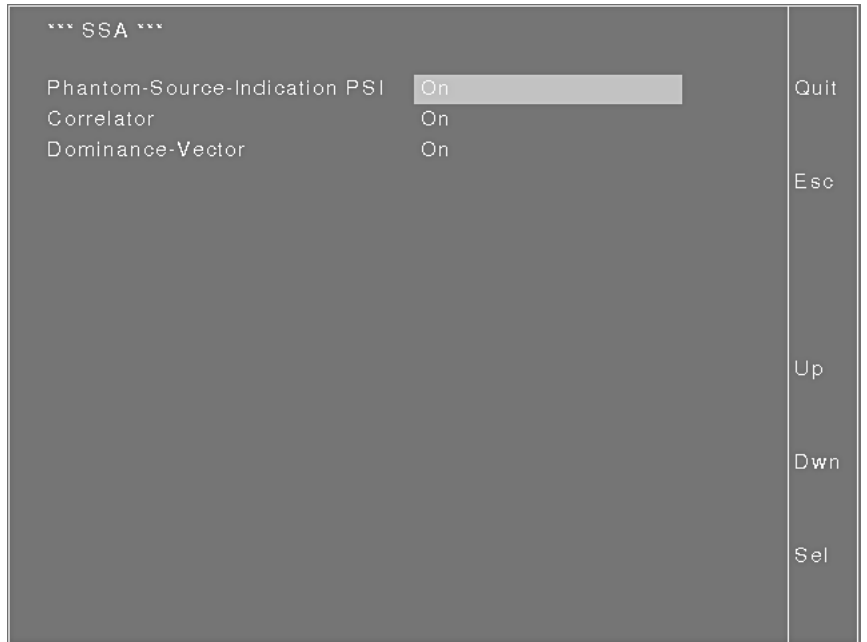 *** SSA ***
Phantom-Source-Indication PSI On
Correlator On
Dominance-Vector On
Quit
Esc
Up
Dwn
Sel